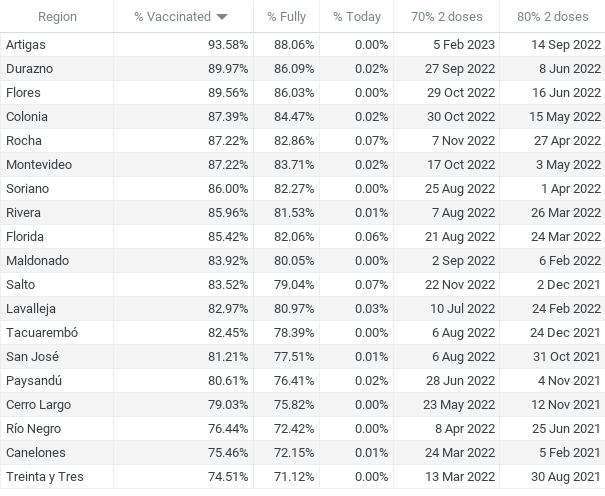 Region % Vaccinated % Fully % Today 70% 2 doses 80% 2 doses
Artigas 93.58% 88.06% 0.00% 5 Feb 2023 14 Sep 2022
Durazno 89.97% 86.09% 0.02% 27 Sep 2022 8 Jun 2022
Flores 89.56% 86.03% 0.00% 29 Oct 2022 16 Jun 2022
Colonia 87.39% 84.47% 0.02% 30 Oct 2022 15 May 2022
Rocha 87.22% 82.86% 0.07% 7 Nov 2022 27 Apr 2022
Montevideo 87.22% 83.71% 0.02% 17 Oct 2022 3 May 2022
Soriano 86.00% 82.27% 0.00% 25 Aug 2022 1 Apr 2022
Rivera 85.96% 81.53% 0.01% 7 Aug 2022 26 Mar 2022
Florida 85.42% 82.06% 0.06% 21 Aug 2022 24 Mar 2022
Maldonado 83.92% 80.05% 0.00% 2 Sep 2022 6 Feb 2022
Salto 83.52% 79.04% 0.07% 22 Nov 2022 2 Dec 2021
Lavalleja 82.97% 80.97% 0.03% 10 Jul 2022 24 Feb 2022
Tacuarembó 82.45% 78.39% 0.00% 6 Aug 2022 24 Dec 2021
San José 81.21% 77.51% 0.01% 6 Aug 2022 31 Oct 2021
Paysandú 80.61% 76.41% 0.02% 28 Jun 2022 4 Nov 2021
Cerro Largo 79.03% 75.82% 0.00% 23 May 2022 12 Nov 2021
Río Negro 76.44% 72.42% 0.00% 8 Apr 2022 25 Jun 2021
Canelones 75.46% 72.15% 0.01% 24 Mar 2022 5 Feb 2021
Treinta y Tres 74.51% 71.12% 0.00% 13 Mar 2022 30 Aug 2021